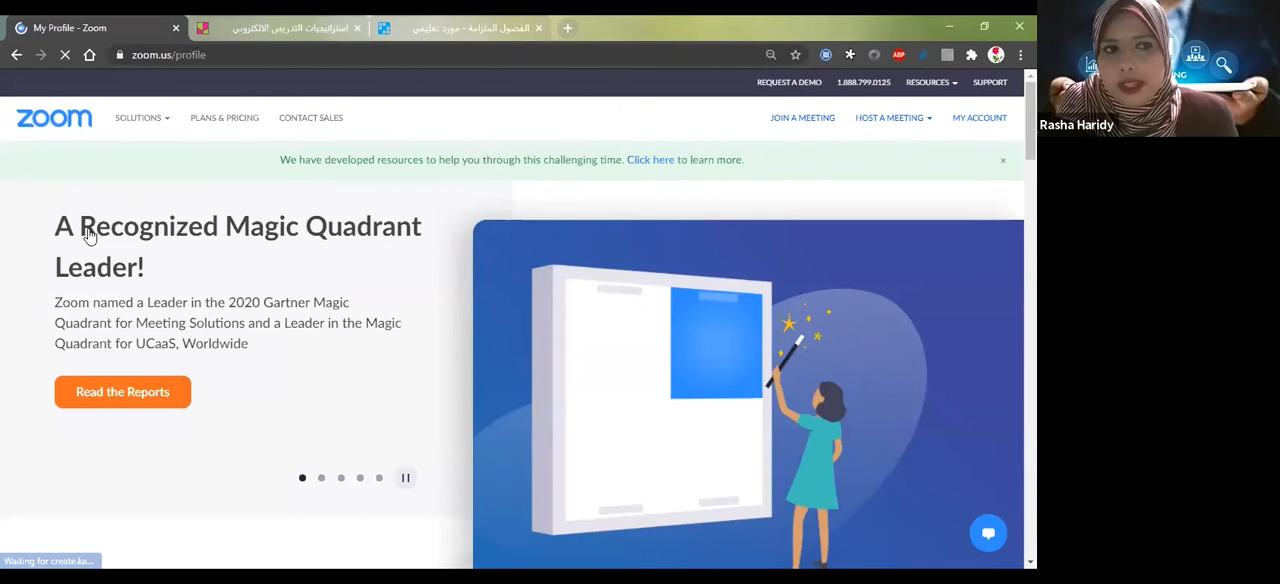 My Profile - Zoom
استراتيجيات التدريس الالكتروني
الفصول المتزامنة - مورد تعليمي
zoom.us/profile
ABP
REQUEST A DEMO 1.888.799.0125 RESOURCES SUPPORT
zoom SOLUTIONS PLANS & PRICING CONTACT SALES JOIN A MEETING HOST A MEETING MY ACCOUNT
We have developed resources to help you through this challenging time. Click here to learn more.
A Recognized Magic Quadrant
Leader!
Zoom named a Leader in the 2020 Gartner Magic
Quadrant for Meeting Solutions and a Leader in the Magic
Quadrant for UCaaS, Worldwide
Read the Reports
Waiting for create.ka...
NG
Rasha Haridy